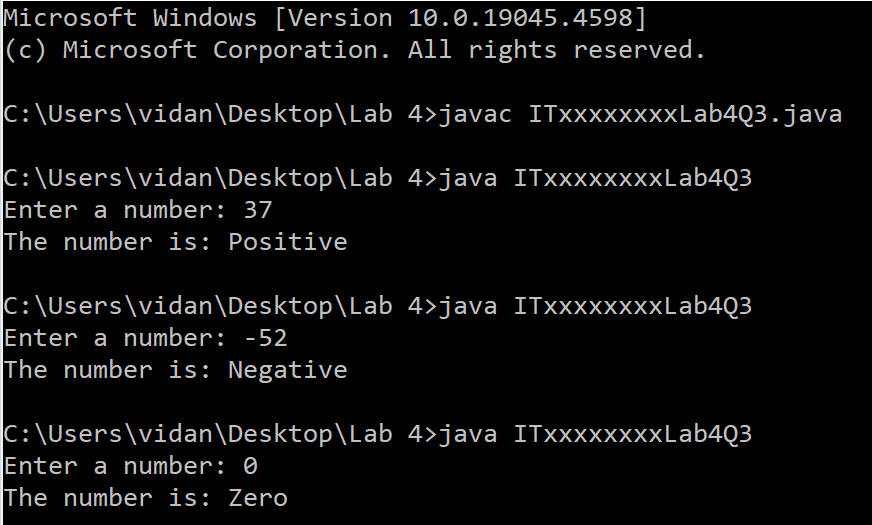 Microsoft Windows [Version 10.0.19045.4598]
(c) Microsoft Corporation. All rights reserved.
C:\Users\vidan\Desktop\Lab 4>javac ITxxxxxxxxLab4Q3.java
C:\Users\vidan\Desktop\Lab 4>java ITxxxxxxxxLab4Q3
Enter a number: 37
The number is: Positive
C:\Users\vidan\Desktop\Lab 4>java ITxxxxxxxxLab4Q3
Enter a number: -52
The number is: Negative
C:\Users\vidan\Desktop\Lab 4>java ITxxxxxxxxLab4Q3
Enter a number: 0
The number is: Zero